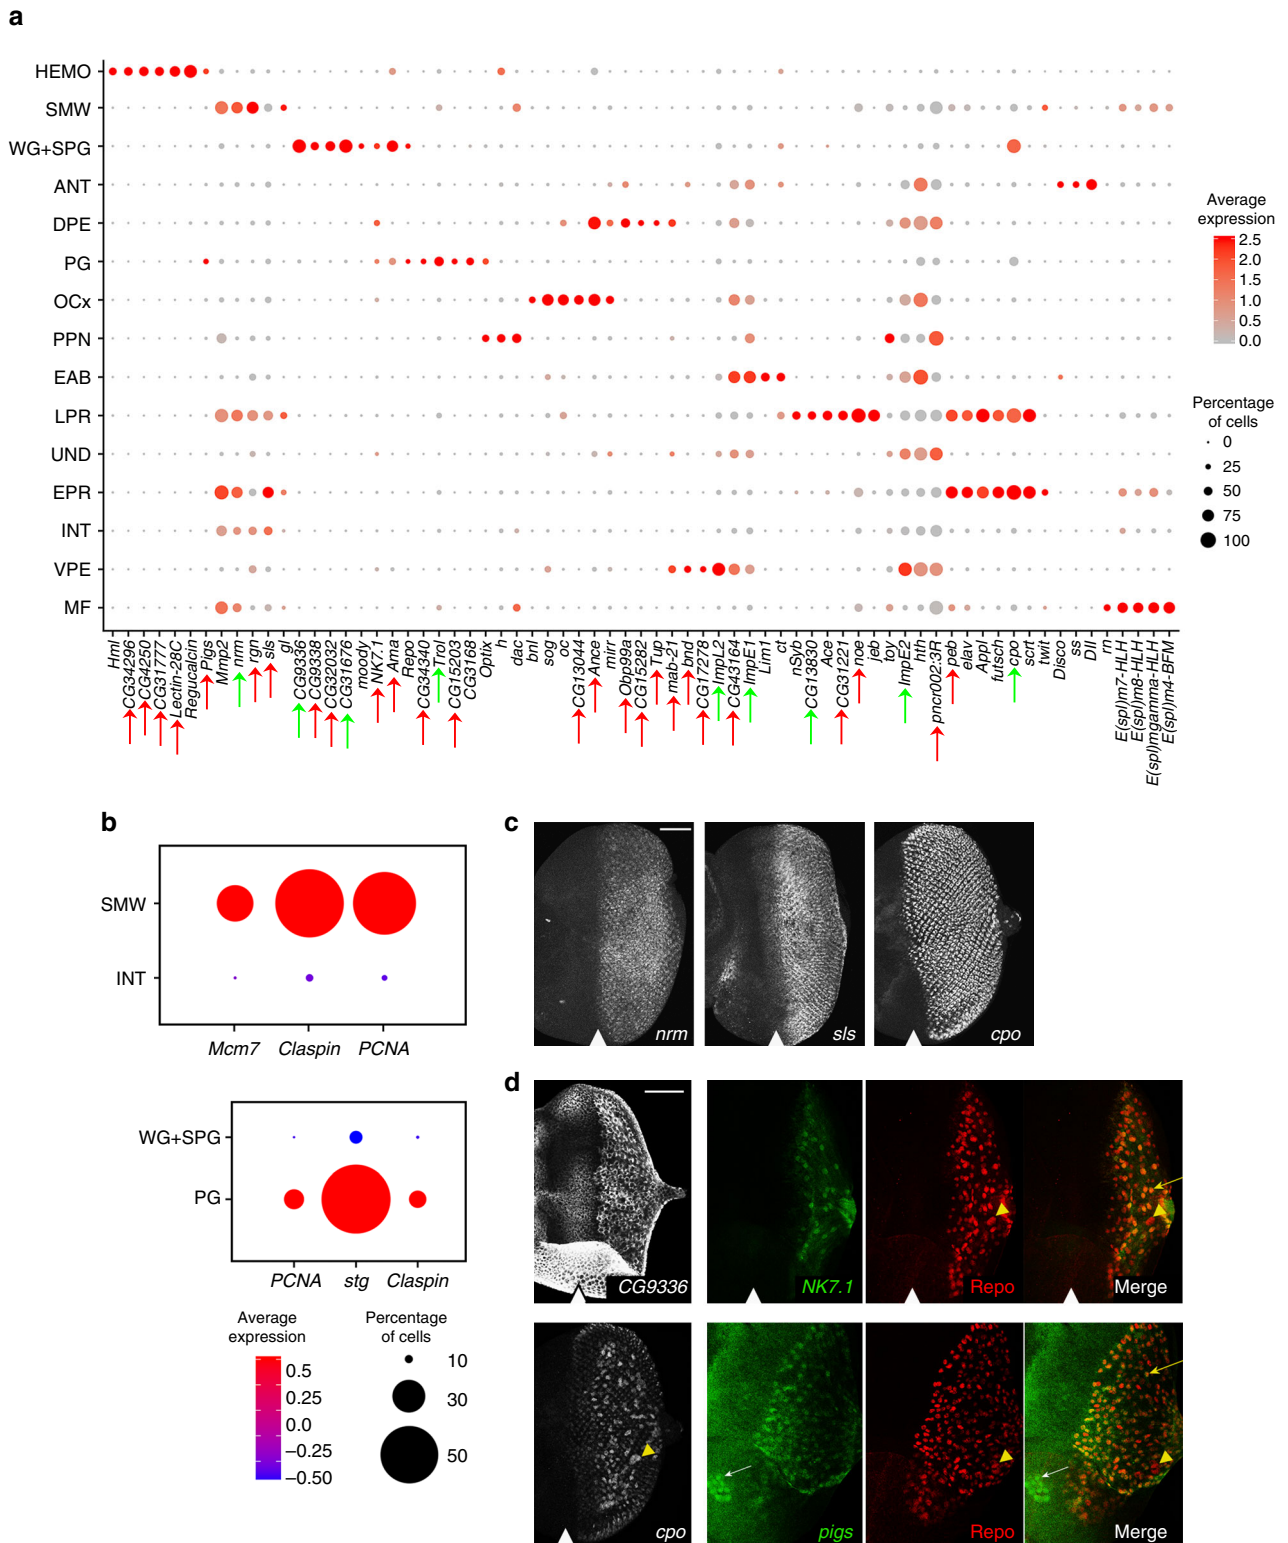 a
HEMO
SMW
WG+SPG
ANT
DPE
PG
OCx
PPN
EAB
LPR
UND
EPR
INT
VPE
MF
Hml
CG34296
CG4250
CG31777
Lectin-28C
Regucalcin
Pigs
Mmp2
nrm
rgn
sls
gl
CG9336
CG9338
CG32032
CG31676
moody
NK7.1
Ama
Repo
CG34340
Trol
CG15203
CG3168
Optix
h
dac
bnl
sog
oc
CG13044
Ance
mirr
Obp99a
CG15282
Tup
mab-21
bnd
CG17278
ImpL2
CG43164
ImpE1
Lim1
ct
nSyb
CG13830
Ace
CG31221
noe
jeb
toy
ImpE2
hth
pnr002:3R
peb
elav
Appl
futsch
cpo
scrt
twit
Disco
ss
Dll
rn
E(spl)m7-HLH
E(spl)m8-HLH
E(spl)mgamma-HLH
E(spl)m4-BFM
Average
expression
2.5
2.0
1.5
1.0
0.5
0.0
Percentage
of cells
0
25
50
75
100
b
SMW
INT
Mcm7 Claspin PCNA
WG+SPG
PG
PCNA stg Claspin
Average
expression
0.5
0.25
0.0
−0.25
−0.50
Percentage
of cells
10
30
50
c
nrm
sls
cpo
d
CG9336
NK7.1
Repo
Merge
cpo
pigs
Repo
Merge